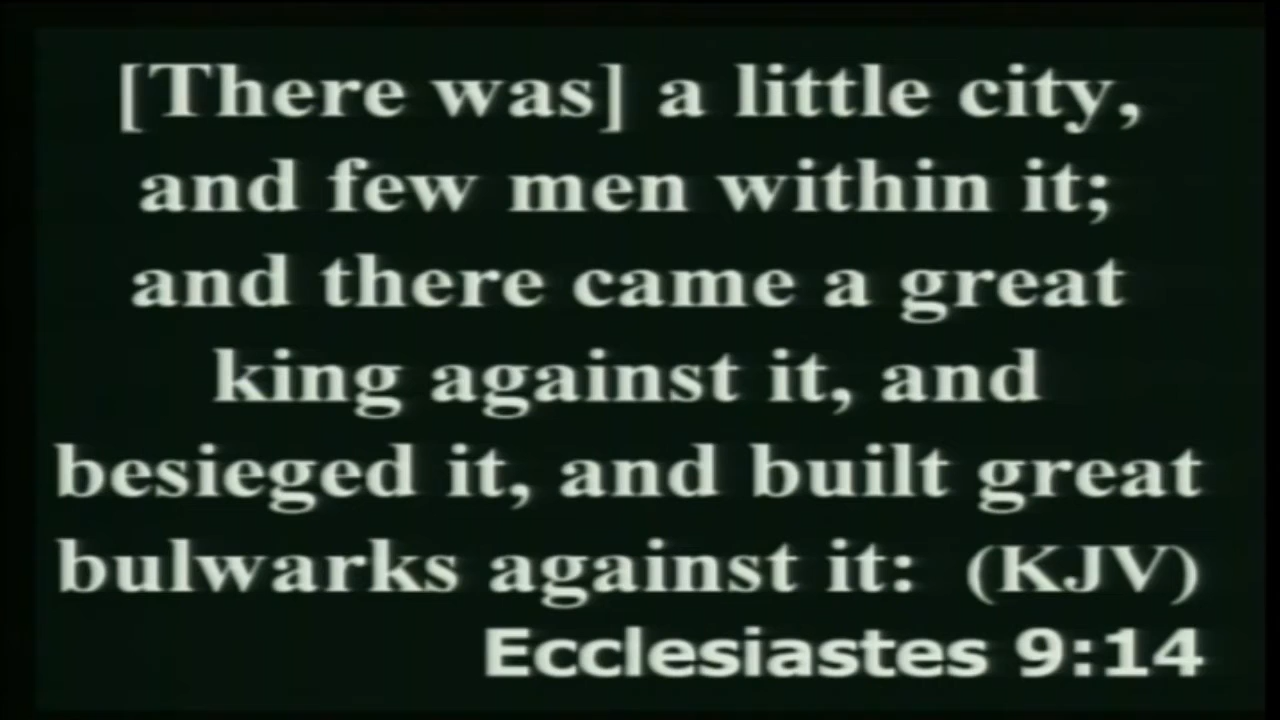 [There was] a little city,
and few men within it;
and there came a great
king against it, and
besieged it, and built great
bulwarks against it:  (KJV)
Ecclesiastes 9:14